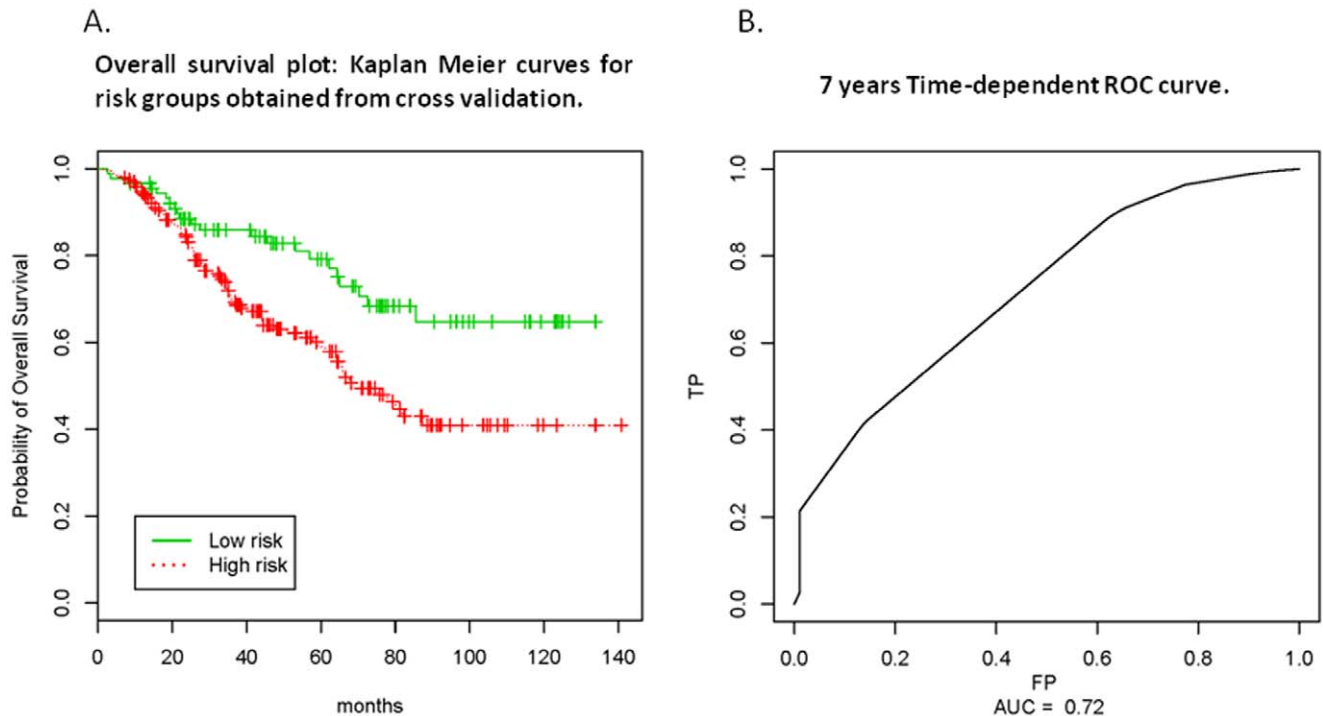 A.
Overall survival plot: Kaplan Meier curves for
risk groups obtained from cross validation.
Probability of Overall Survival
1.0
0.8
0.6
0.4
0.2
0.0
Low risk
High risk
0 20 40 60 80 100 120 140
months
B.
7 years Time-dependent ROC curve.
TP
1.0
0.8
0.6
0.4
0.2
0.0
0.0 0.2 0.4 0.6 0.8 1.0
FP
AUC = 0.72